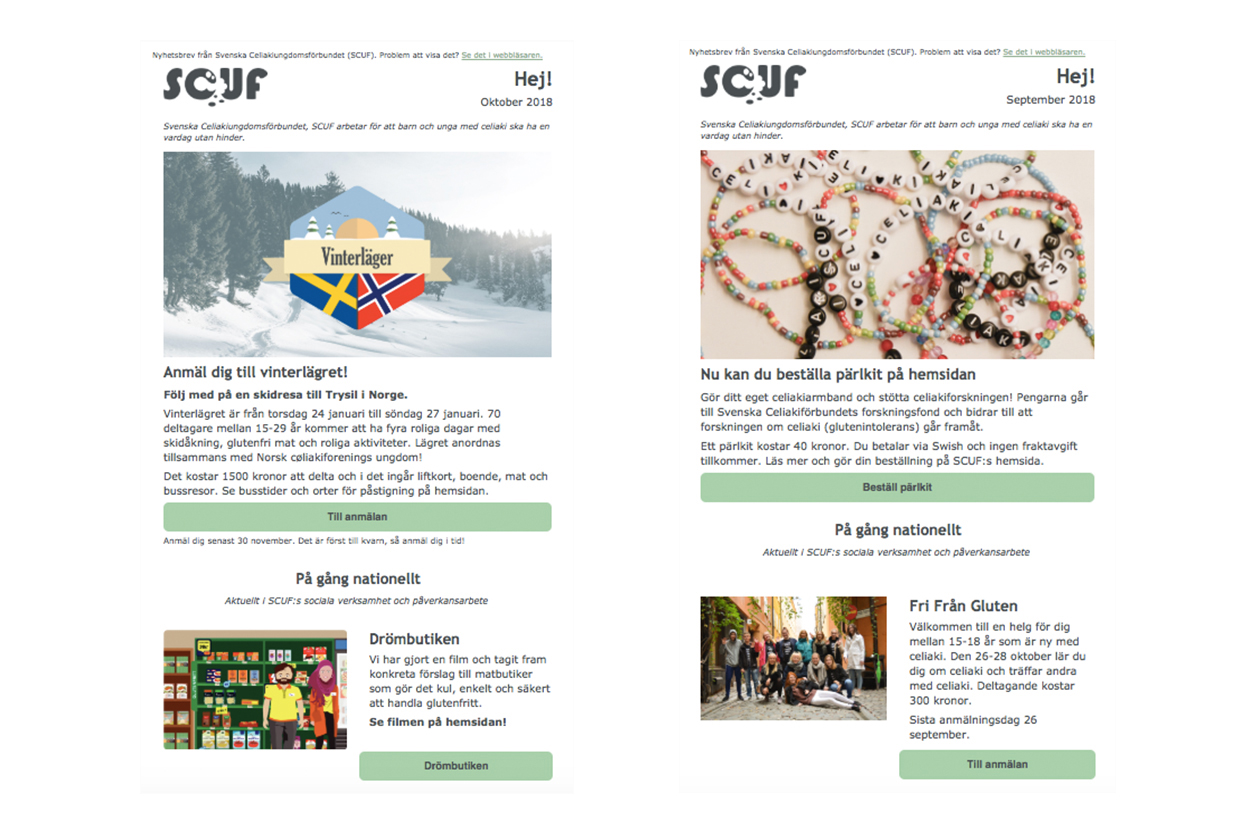 Nyhetsbrev från Svenska Celiakiungdomsförbundet (SCUF). Problem att visa det? Se det i webbläsaren.
SCUF
Hej!
Oktober 2018
Svenska Celiakiungdomsförbundet, SCUF arbetar för att barn och unga med celiaki ska ha en
vardag utan hinder.
Vinterläger
Anmäl dig till vinterlägret!
Följ med på en skidresa till Trysil i Norge.
Vinterlägret är från torsdag 24 januari till söndag 27 januari. 70
deltagare mellan 15-29 år kommer att ha fyra roliga dagar med
skidåkning, glutenfri mat och roliga aktiviteter. Lägret anordnas
tillsammans med Norsk cøliakiforenings ungdom!
Det kostar 1500 kronor att delta och i det ingår liftkort, boende, mat och
bussresor. Se busstider och orter för påstigning på hemsidan.
Till anmälan
Anmäl dig senast 30 november. Det är först till kvarn, så anmäl dig i tid!
På gång nationellt
Aktuellt i SCUF:s sociala verksamhet och påverkansarbete
Drömbutiken
Vi har gjort en film och tagit fram
konkreta förslag till matbutiker
som gör det kul, enkelt och säkert
att handla glutenfritt.
Se filmen på hemsidan!
Drömbutiken
Nyhetsbrev från Svenska Celiakiungdomsförbundet (SCUF). Problem att visa det? Se det i webbläsaren.
SCUF
Hej!
September 2018
Svenska Celiakiungdomsförbundet, SCUF arbetar för att barn och unga med celiaki ska ha en
vardag utan hinder.
CELIAKI
CELIAKI
CELIAKI
SCUF
CELIAKI
Nu kan du beställa pärlkit på hemsidan
Gör ditt eget celiakiarmband och stötta celiakiforskningen! Pengarna går
till Svenska Celiakiförbundets forskningsfond och bidrar till att
forskningen om celiaki (glutenintolerans) går framåt.
Ett pärlkit kostar 40 kronor. Du betalar via Swish och ingen fraktavgift
tillkommer. Läs mer och gör din beställning på SCUF:s hemsida.
Beställ pärlkit
På gång nationellt
Aktuellt i SCUF:s sociala verksamhet och påverkansarbete
Fri Från Gluten
Välkommen till en helg för dig
mellan 15-18 år som är ny med
celiaki. Den 26-28 oktober lär du
dig om celiaki och träffar andra
med celiaki. Deltagande kostar
300 kronor.
Sista anmälningsdag 26
september.
Till anmälan